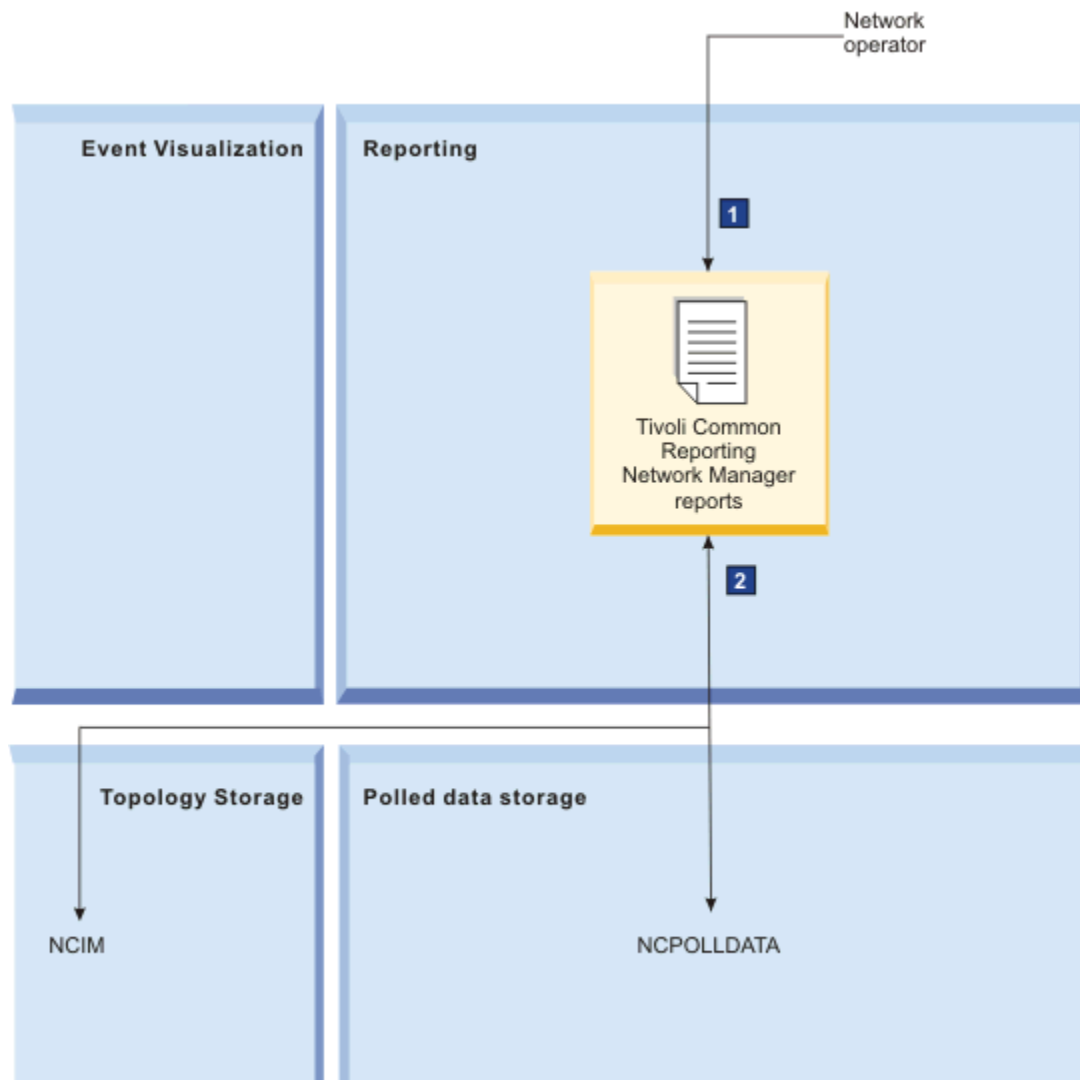 Network
operator
Event Visualization
Reporting
1
Tivoli Common
Reporting
Network Manager
reports
2
Topology Storage
Polled data storage
NCIM
NCPOLLDATA